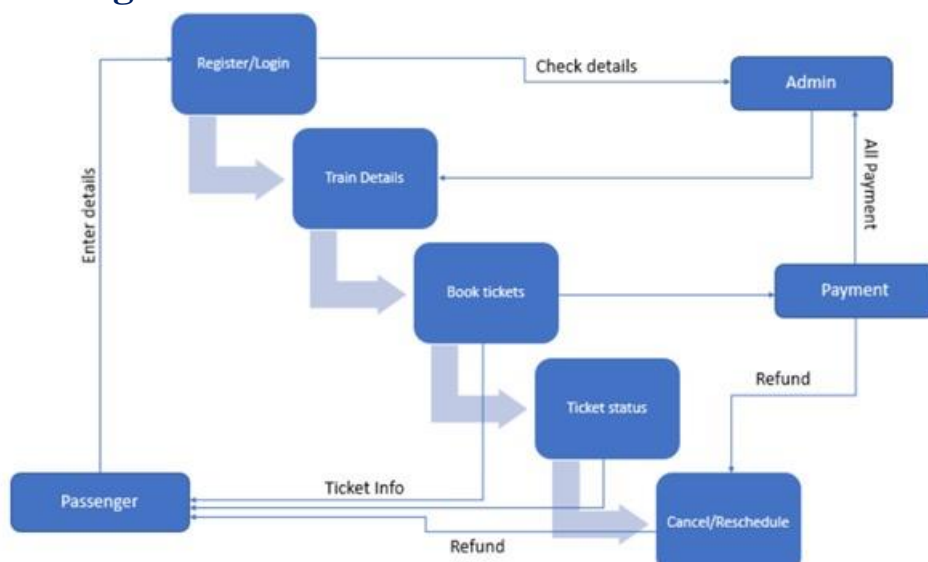 Register/Login
Check details
Admin
Train Details
Enter details
All Payment
Book tickets
Payment
Refund
Ticket status
Ticket Info
Passenger
Cancel/Reschedule
Refund